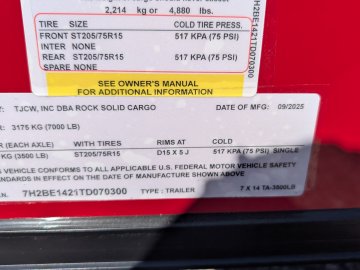 2,214 kg or 4,880 lbs.
TIRE SIZE COLD TIRE PRESS.
FRONT ST205/75R15 517 KPA (75 PSI)
INTER NONE
REAR ST205/75R15 517 KPA (75 PSI)
SPARE NONE
SEE OWNER'S MANUAL
FOR ADDITIONAL INFORMATION
7H2BE1421TD070300
TJCW, INC DBA ROCK SOLID CARGO DATE OF MFG: 09/2025
3175 KG (7000 LB)
(EACH AXLE) WITH TIRES RIMS AT COLD
KG (3500 LB) ST205/75R15 D15 X 5 J 517 KPA (75 PSI) SINGLE
VEHICLE CONFORMS TO ALL APPLICABLE U.S. FEDERAL MOTOR VEHICLE SAFETY
IN EFFECT ON THE DATE OF MANUFACTURE SHOWN ABOVE
7H2BE1421TD070300 TYPE: TRAILER 7 X 14 TA-3000LB